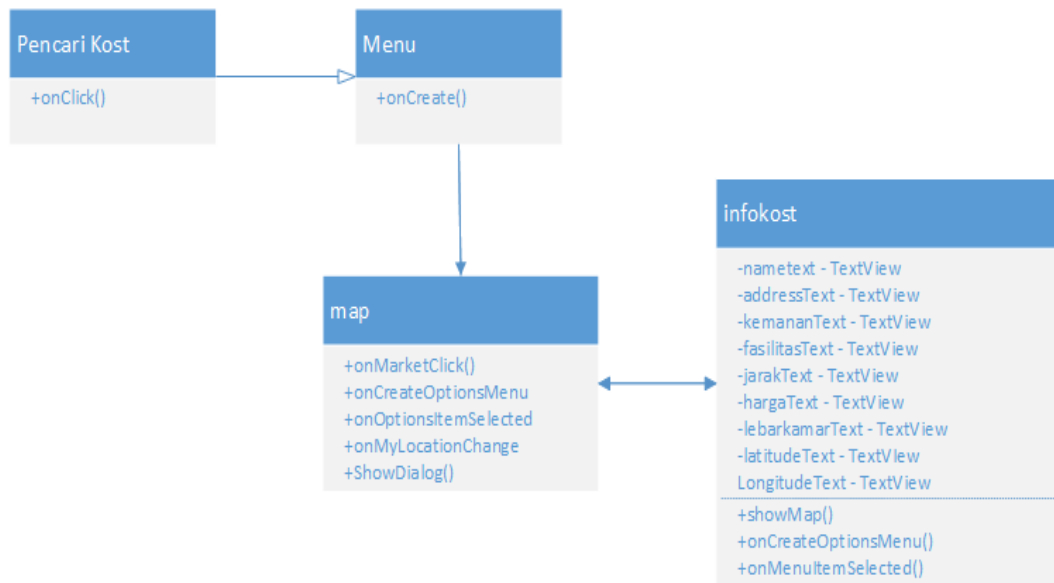 Pencari Kost
+onClick()
Menu
+onCreate()
map
+onMarketClick()
+onCreateOptionsMenu
+onOptionsItemSelected
+onMyLocationChange
+ShowDialog()
infokost
-nametext - TextView
-addressText - TextView
-kemananText - TextView
-fasilitasText - TextView
-jarakText - TextView
-hargaText - TextView
-lebarkamarText - TextView
-latitudeText - TextView
LongitudeText - TextView
+showMap()
+onCreateOptionsMenu()
+onMenuItemSelected()